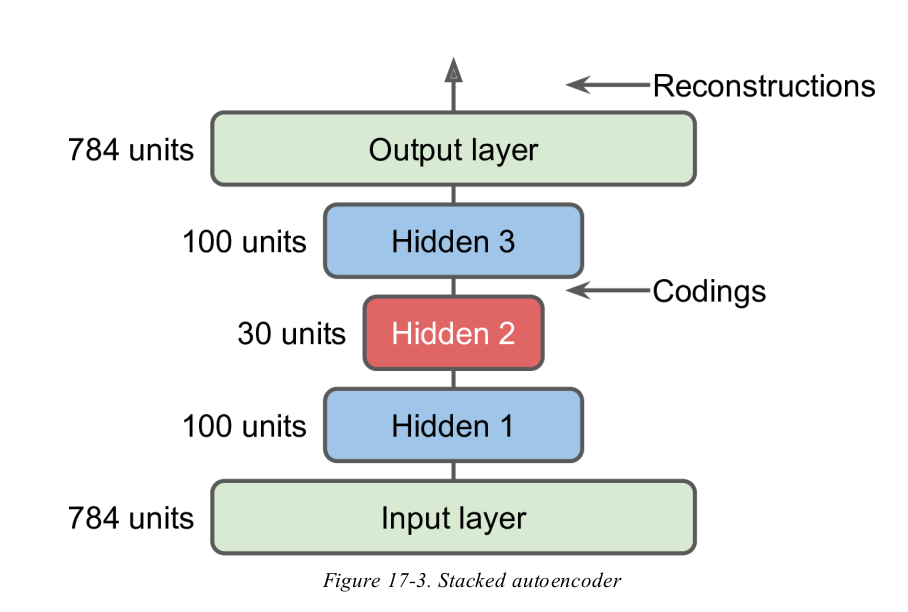 Reconstructions
784 units
Output layer
100 units
Hidden 3
Codings
30 units
Hidden 2
100 units
Hidden 1
784 units
Input layer
Figure 17-3. Stacked autoencoder